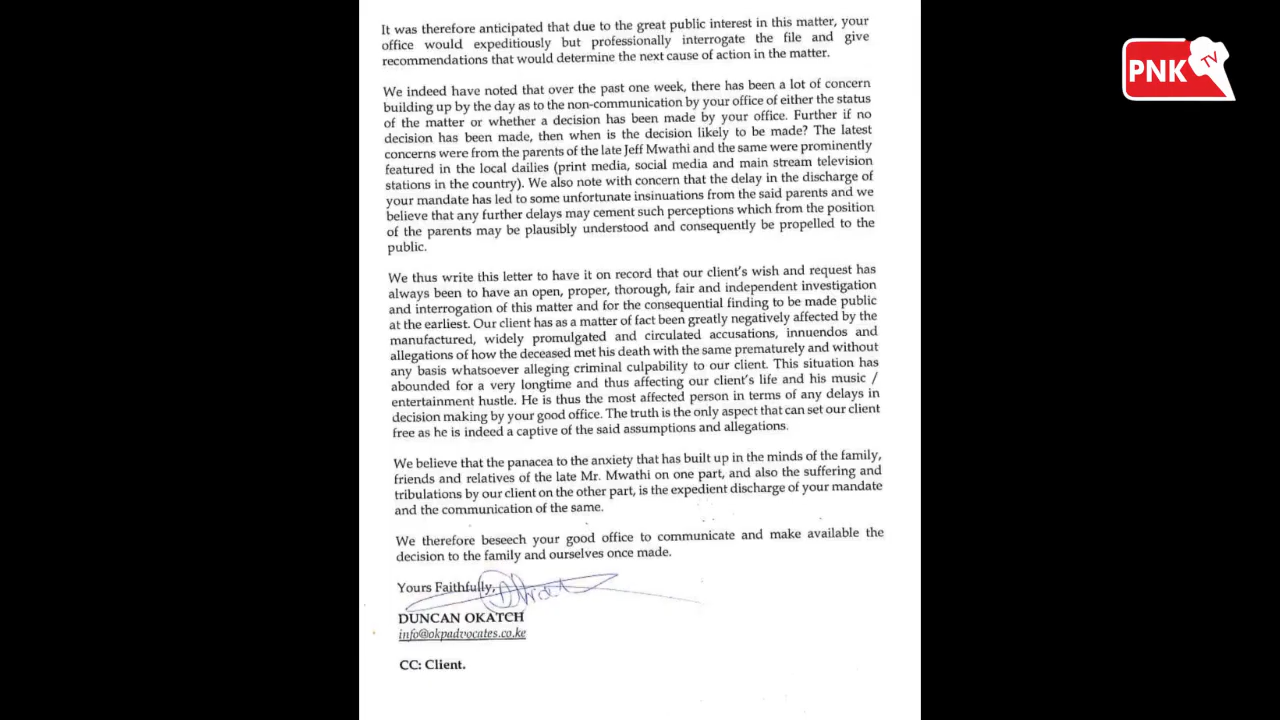 It was therefore anticipated that due to the great public interest in this matter, your
office would expeditiously but professionally interrogate the file and give
recommendations that would determine the next cause of action in the matter.
We indeed have noted that over the past one week, there has been a lot of concern
building up by the day as to the non-communication by your office of either the status
of the matter or whether a decision has been made by your office. Further if no
decision has been made, then when is the decision likely to be made? The latest
concerns were from the parents of the late Jeff Mwathi and the same were prominently
featured in the local dailies (print media, social media and main stream television
stations in the country). We also note with concern that the delay in the discharge of
your mandate has led to some unfortunate insinuations from the said parents and we
believe that any further delays may cement such perceptions which from the position
of the parents may be plausibly understood and consequently be propelled to the
public.
We thus write this letter to have it on record that our client's wish and request has
always been to have an open, proper, thorough, fair and independent investigation
and interrogation of this matter and for the consequential finding to be made public
at the earliest. Our client has as a matter of fact been greatly negatively affected by the
manufactured, widely promulgated and circulated accusations, innuendos and
allegations of how the deceased met his death with the same prematurely and without
any basis whatsoever alleging criminal culpability to our client. This situation has
abounded for a very longtime and thus affecting our client's life and his music /
entertainment hustle. He is thus the most affected person in terms of any delays in
decision making by your good office. The truth is the only aspect that can set our client
free as he is indeed a captive of the said assumptions and allegations.
We believe that the panacea to the anxiety that has built up in the minds of the family,
friends and relatives of the late Mr. Mwathi on one part, and also the suffering and
tribulations by our client on the other part, is the expedient discharge of your mandate
and the communication of the same.
We therefore beseech your good office to communicate and make available the
decision to the family and ourselves once made.
Yours Faithfully,
DUNCAN OKATCH
info@okpadvocates.co.ke
CC: Client.
PNK TV